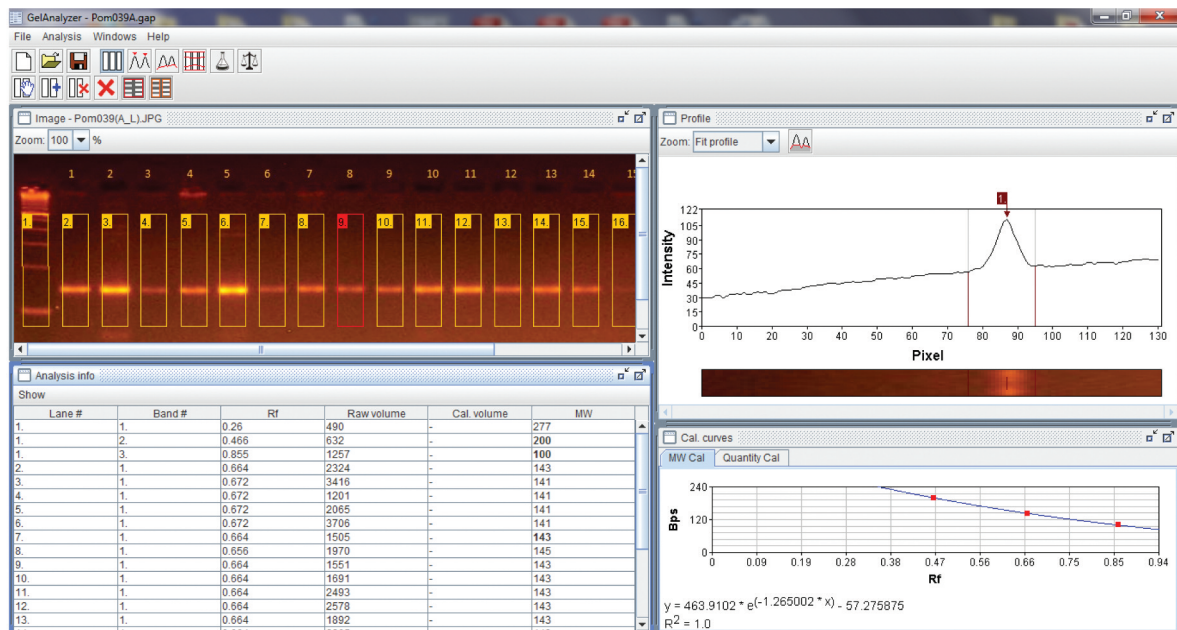 GelAnalyzer - Pom039A.gap
File Analysis Windows Help
Image - Pom039(A_L).JPG
Zoom: 100 %
1 2 3 4 5 6 7 8 9 10 11 12 13 14 15
1. 2. 3. 4. 5. 6. 7. 8. 9. 10. 11. 12. 13. 14. 15. 16.
Profile
Zoom: Fit profile
1.
Intensity
122
105
90
75
60
45
30
15
0
0 10 20 30 40 50 60 70 80 90 100 110 120 130
Pixel
Analysis info
Show
Lane # Band # Rf Raw volume Cal. volume MW
1. 1. 0.26 490 - 277
1. 2. 0.466 632 - 200
1. 3. 0.855 1257 - 100
2. 1. 0.664 2324 - 143
3. 1. 0.672 3416 - 141
4. 1. 0.672 1201 - 141
5. 1. 0.672 2065 - 141
6. 1. 0.672 3706 - 141
7. 1. 0.664 1505 - 143
8. 1. 0.656 1970 - 145
9. 1. 0.664 1551 - 143
10. 1. 0.664 1691 - 143
11. 1. 0.664 2493 - 143
12. 1. 0.664 2578 - 143
13. 1. 0.664 1892 - 143
Cal. curves
MW Cal Quantity Cal
Bps
240
120
0
0 0.09 0.19 0.28 0.38 0.47 0.56 0.66 0.75 0.85 0.94
Rf
y = 463.9102 * e(-1.265002 * x) - 57.275875
R2 = 1.0